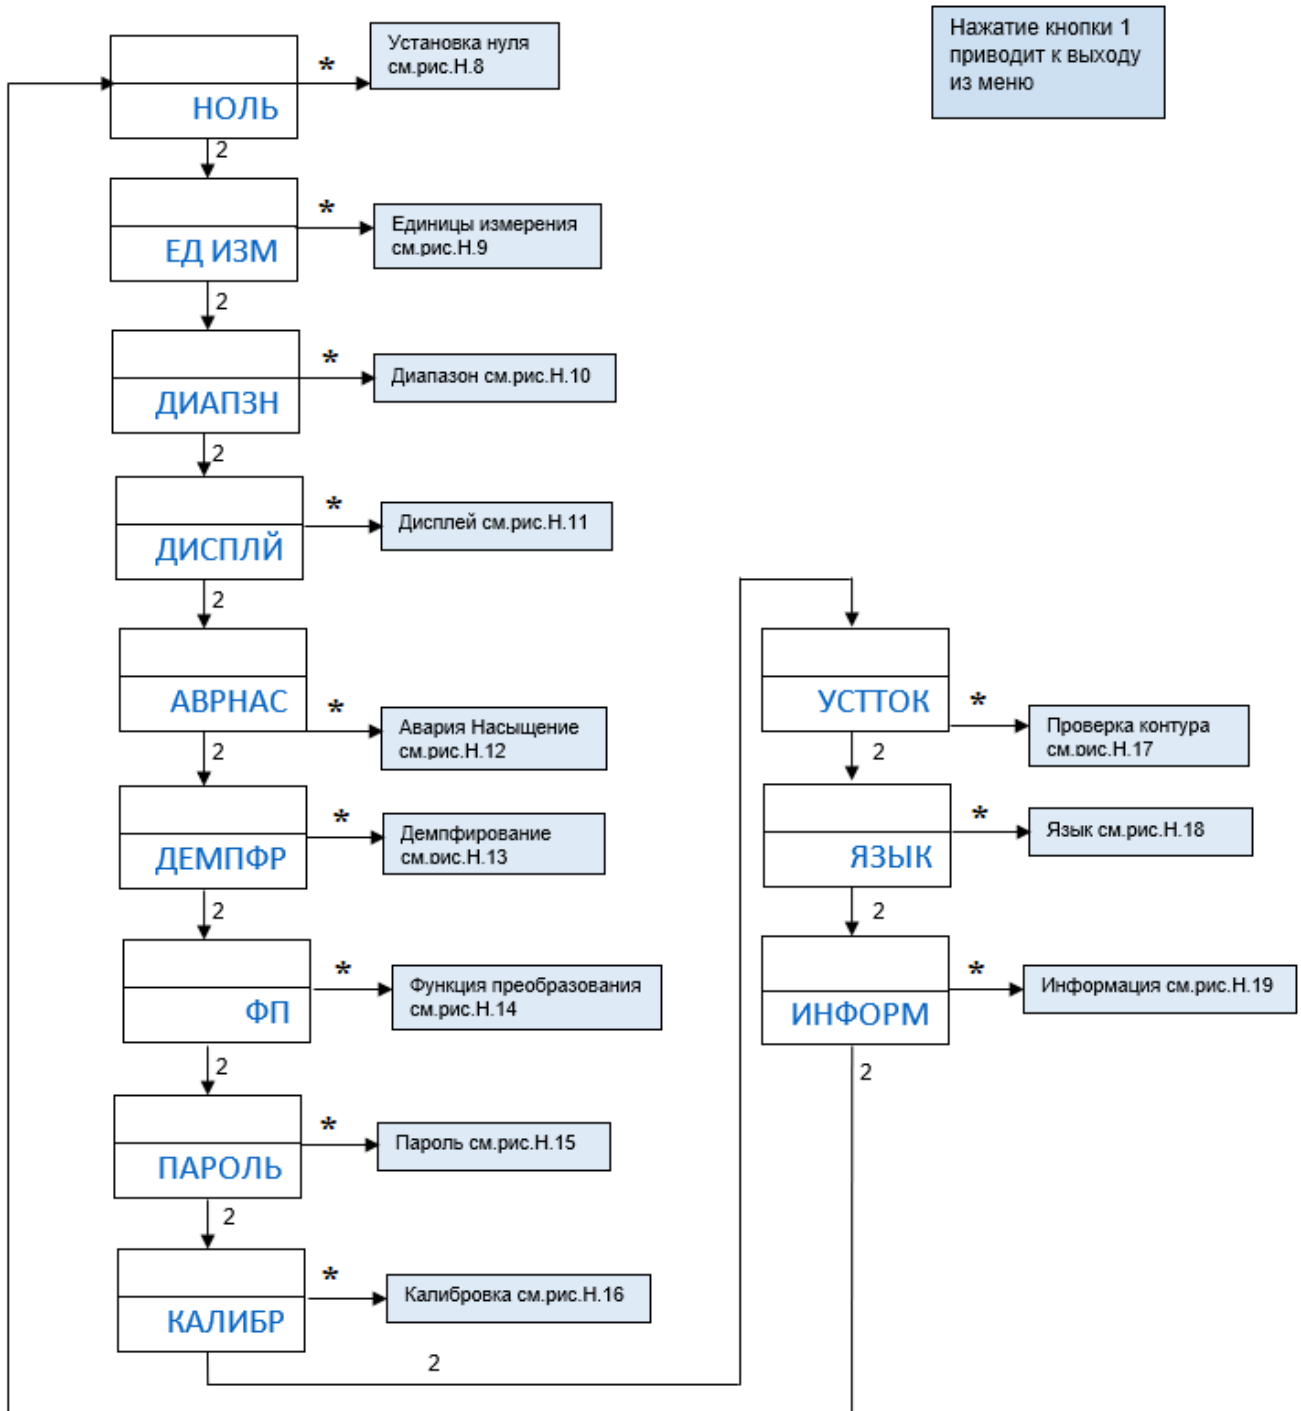 Нажатие кнопки 1
приводит к выходу
из меню
*
Установка нуля
см.рис.Н.8
НОЛЬ
2
*
Единицы измерения
см.рис.Н.9
ЕД ИЗМ
2
*
Диапазон см.рис.Н.10
ДИАПЗН
2
*
Дисплей см.рис.Н.11
ДИСПЛЙ
2
*
Авария Насыщение
см.рис.Н.12
АВРНАС
2
*
Демпфирование
см.рис.Н.13
ДЕМПФР
2
*
Функция преобразования
см.рис.Н.14
ФП
2
*
Пароль см.рис.Н.15
ПАРОЛЬ
2
*
Калибровка см.рис.Н.16
КАЛИБР
2
УСТТОК
*
Проверка контура
см.рис.Н.17
2
*
Язык см.рис.Н.18
ЯЗЫК
2
*
Информация см.рис.Н.19
ИНФОРМ
2